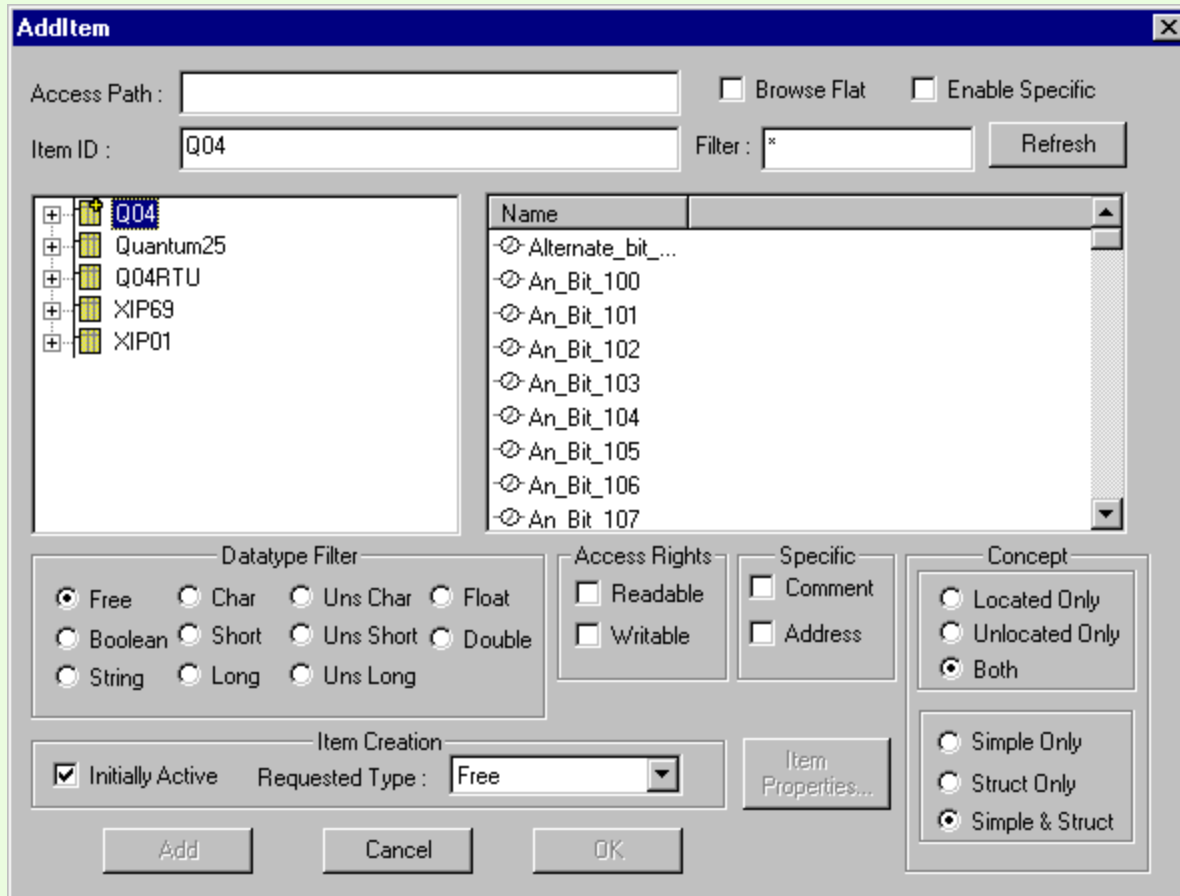 AddItem
Access Path :
Browse Flat
Enable Specific
Item ID :
Q04
Filter :
*
Refresh
Q04
Quantum25
Q04RTU
XIP69
XIP01
Name
Alternate_bit_...
An_Bit_100
An_Bit_101
An_Bit_102
An_Bit_103
An_Bit_104
An_Bit_105
An_Bit_106
An_Bit_107
Datatype Filter
Free
Char
Uns Char
Float
Boolean
Short
Uns Short
Double
String
Long
Uns Long
Access Rights
Readable
Writable
Specific
Comment
Address
Concept
Located Only
Unlocated Only
Both
Simple Only
Struct Only
Simple & Struct
Item Creation
Initially Active
Requested Type :
Free
Item
Properties...
Add
Cancel
OK